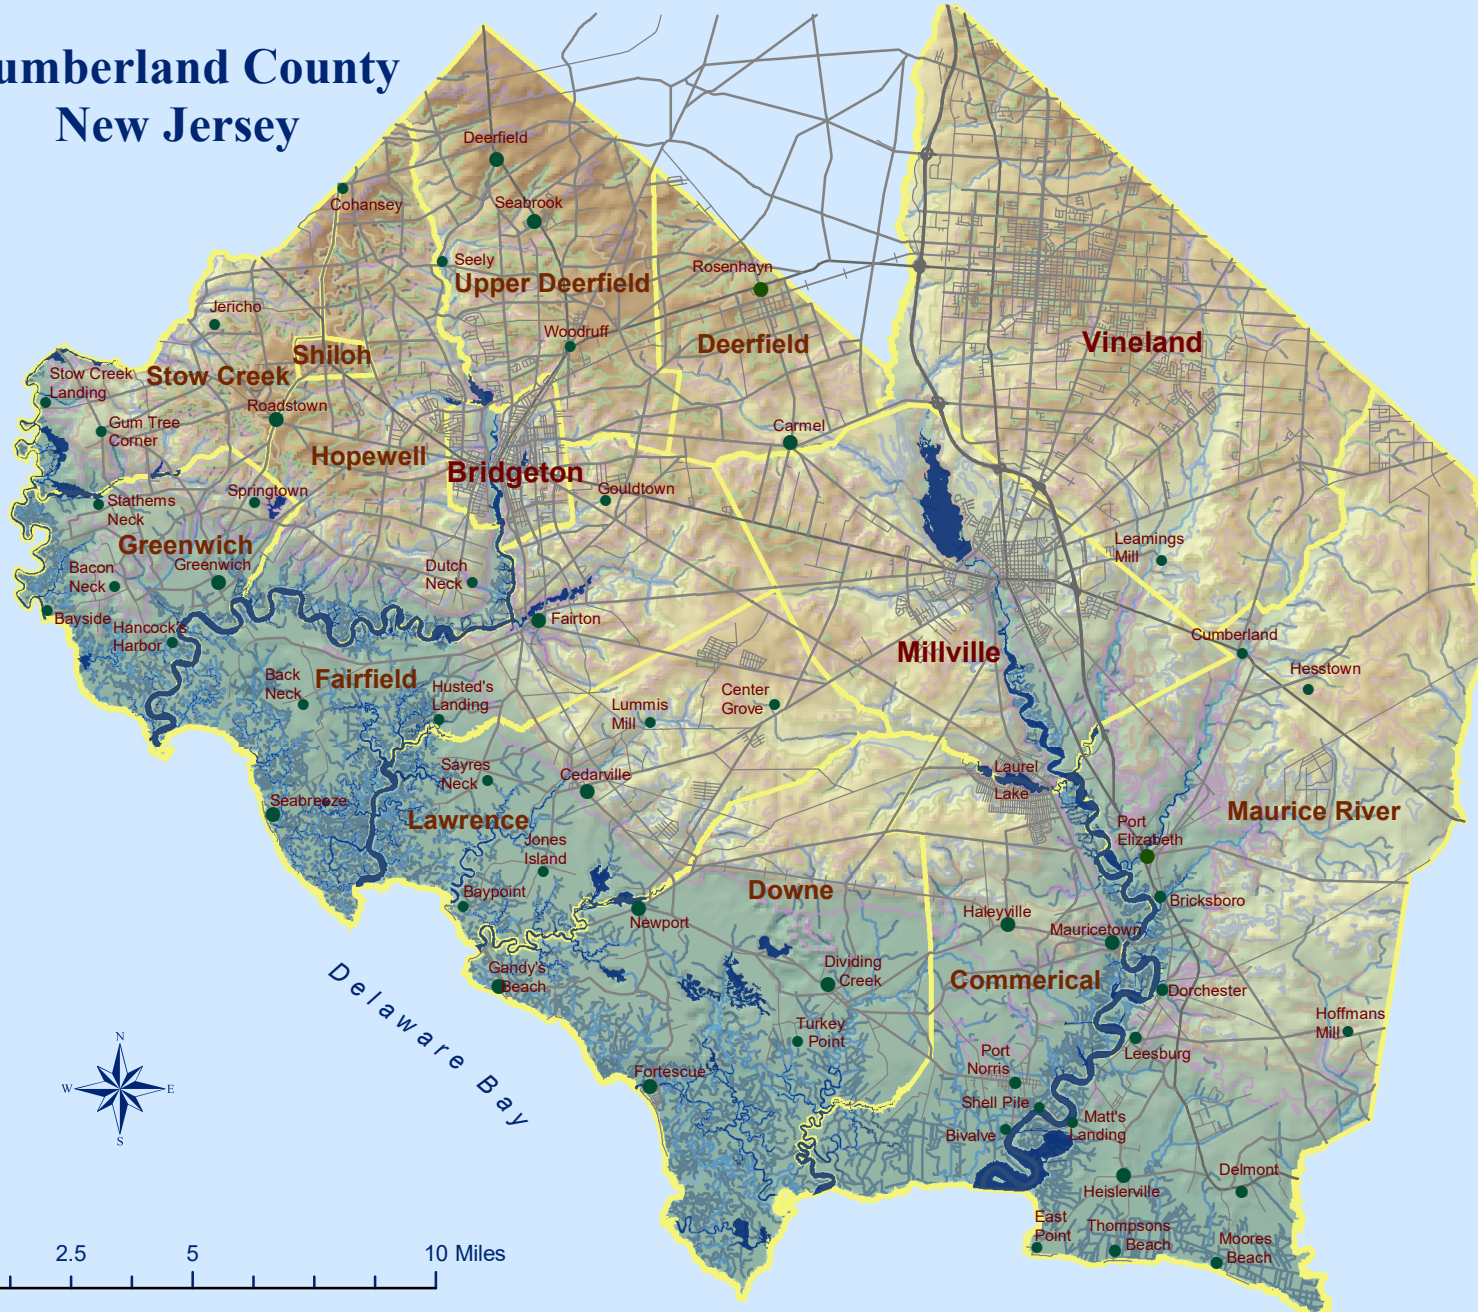 umberland County
New Jersey
Deerfield
Cohansey
Seabrook
Seely
Upper Deerfield
Rosenhayn
Jericho
Woodruff
Deerfield
Vineland
Shiloh
Stow Creek
Stow Creek
Landing
Roadstown
Gum Tree
Corner
Carmel
Hopewell
Bridgeton
Springtown
Gouldtown
Stathems
Neck
Greenwich
Greenwich
Leamings
Mill
Bacon
Neck
Dutch
Neck
Bayside
Hancock's
Harbor
Fairton
Cumberland
Millville
Hesstown
Back
Neck
Fairfield
Husted's
Landing
Lummis
Mill
Center
Grove
Sayres
Neck
Cedarville
Laurel
Lake
Seabreeze
Lawrence
Maurice River
Port
Elizabeth
Jones
Island
Baypoint
Downe
Bricksboro
Newport
Haleyville
Mauricetown
Gandy's
Beach
Dividing
Creek
Commerical
Dorchester
Delaware Bay
Turkey
Point
Hoffmans
Mill
Leesburg
Port
Norris
Fortescue
Shell Pile
Matt's
Landing
Bivalve
N
W
E
S
Heislerville
Delmont
East
Point
Thompsons
Beach
Moores
Beach
2.5
5
10 Miles